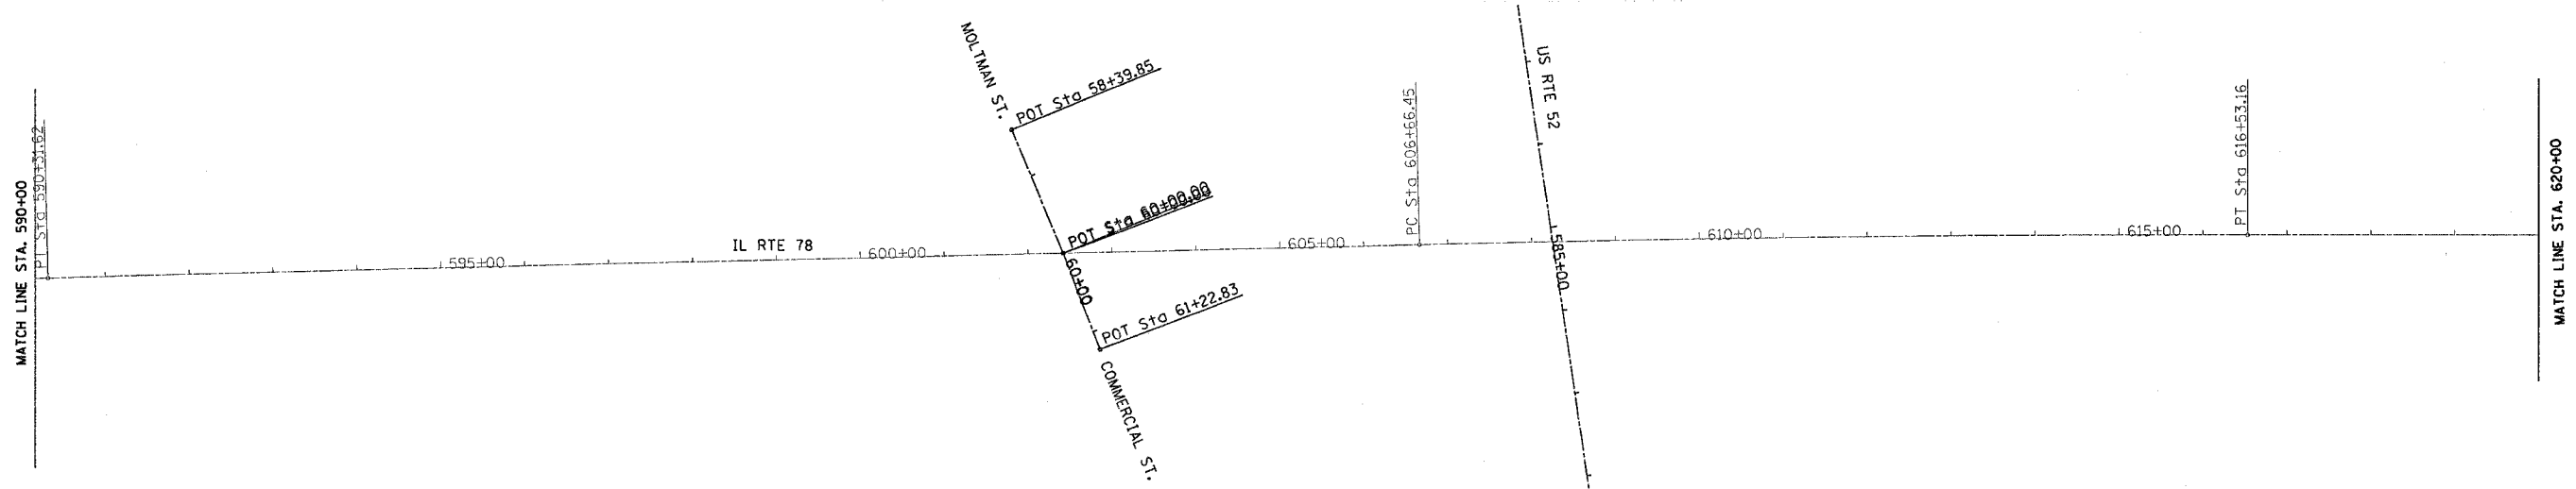 MATCH LINE STA. 590+00
PT Sta 590+31.62
595+00
IL RTE 78
600+00
MOLTMAN ST.
POT Sta 58+39.85
POT Sta 60+00.00
60+00
POT Sta 61+22.83
COMMERCIAL ST.
605+00
PC Sta 606+66.45
US RTE 52
585+00
610+00
615+00
PT Sta 616+53.16
MATCH LINE STA. 620+00